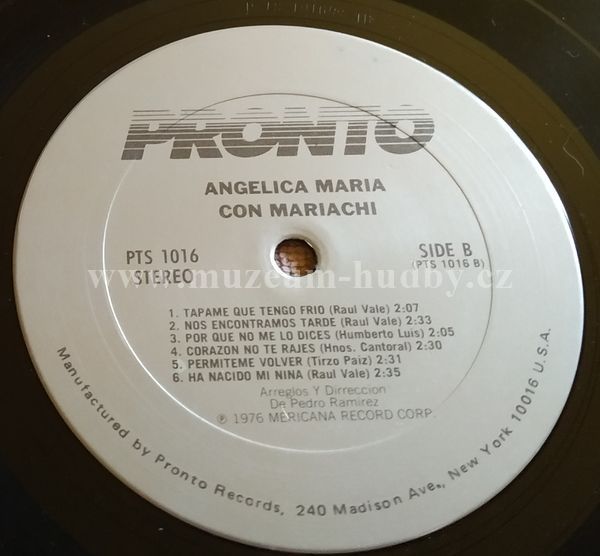 PRONTO
ANGELICA MARIA
CON MARIACHI
PTS 1016
STEREO
SIDE B
(PTS 1016 B)
www.muzeum-hudby.cz
1. TAPAME QUE TENGO FRIO (Raul Vale) 2:07
2. NOS ENCONTRAMOS TARDE (Raul Vale) 2:33
3. POR QUE NO ME LO DICES (Humberto Luis) 2:05
4. CORAZON NO TE RAJES (Hnos. Cantoral) 2:30
5. PERMITEME VOLVER (Tirzo Paiz) 2:31
6. HA NACIDO MI NINA (Raul Vale) 2:35
Arreglos Y Dirreccion
De Pedro Ramirez
℗ 1976 MERICANA RECORD CORP.
Manufactured by Pronto Records, 240 Madison Ave., New York 10016 U.S.A.